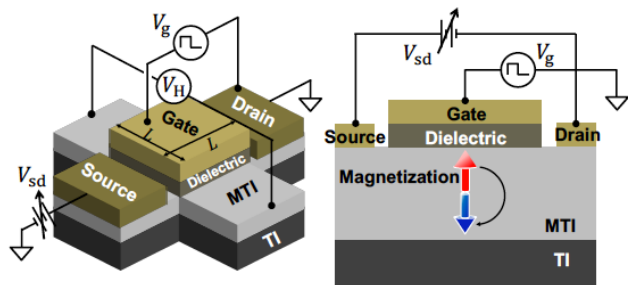 V_g
V_H
Gate
Drain
L
L
Dielectric
V_sd
Source
MTI
TI
V_sd
V_g
Gate
Source
Dielectric
Drain
Magnetization
MTI
TI